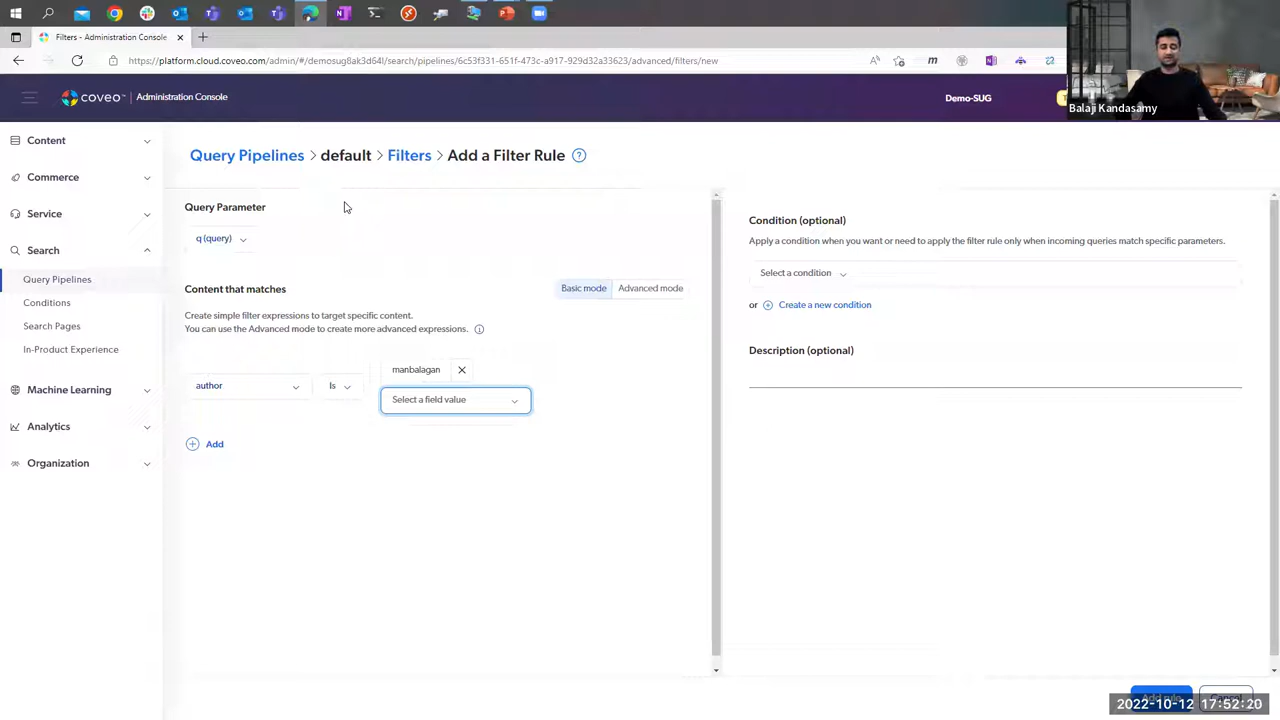 Filters - Administration Console
https://platform.cloud.coveo.com/admin/#/demosug8ak3d64l/search/pipelines/6e58f331-651f-473c-a917-929d32a33623/advanced/filters/new
coveo™ Administration Console
Demo-SUG
Balaji Kandasamy
Content
Commerce
Service
Search
Query Pipelines
Conditions
Search Pages
In-Product Experience
Machine Learning
Analytics
Organization
Query Pipelines > default > Filters > Add a Filter Rule
Query Parameter
q (query)
Content that matches
Basic mode
Advanced mode
Create simple filter expressions to target specific content.
You can use the Advanced mode to create more advanced expressions.
author
Is
manbalagan
Select a field value
Add
Condition (optional)
Apply a condition when you want or need to apply the filter rule only when incoming queries match specific parameters.
Select a condition
or Create a new condition
Description (optional)
Add rule
Cancel
2022-10-12 17:52:20